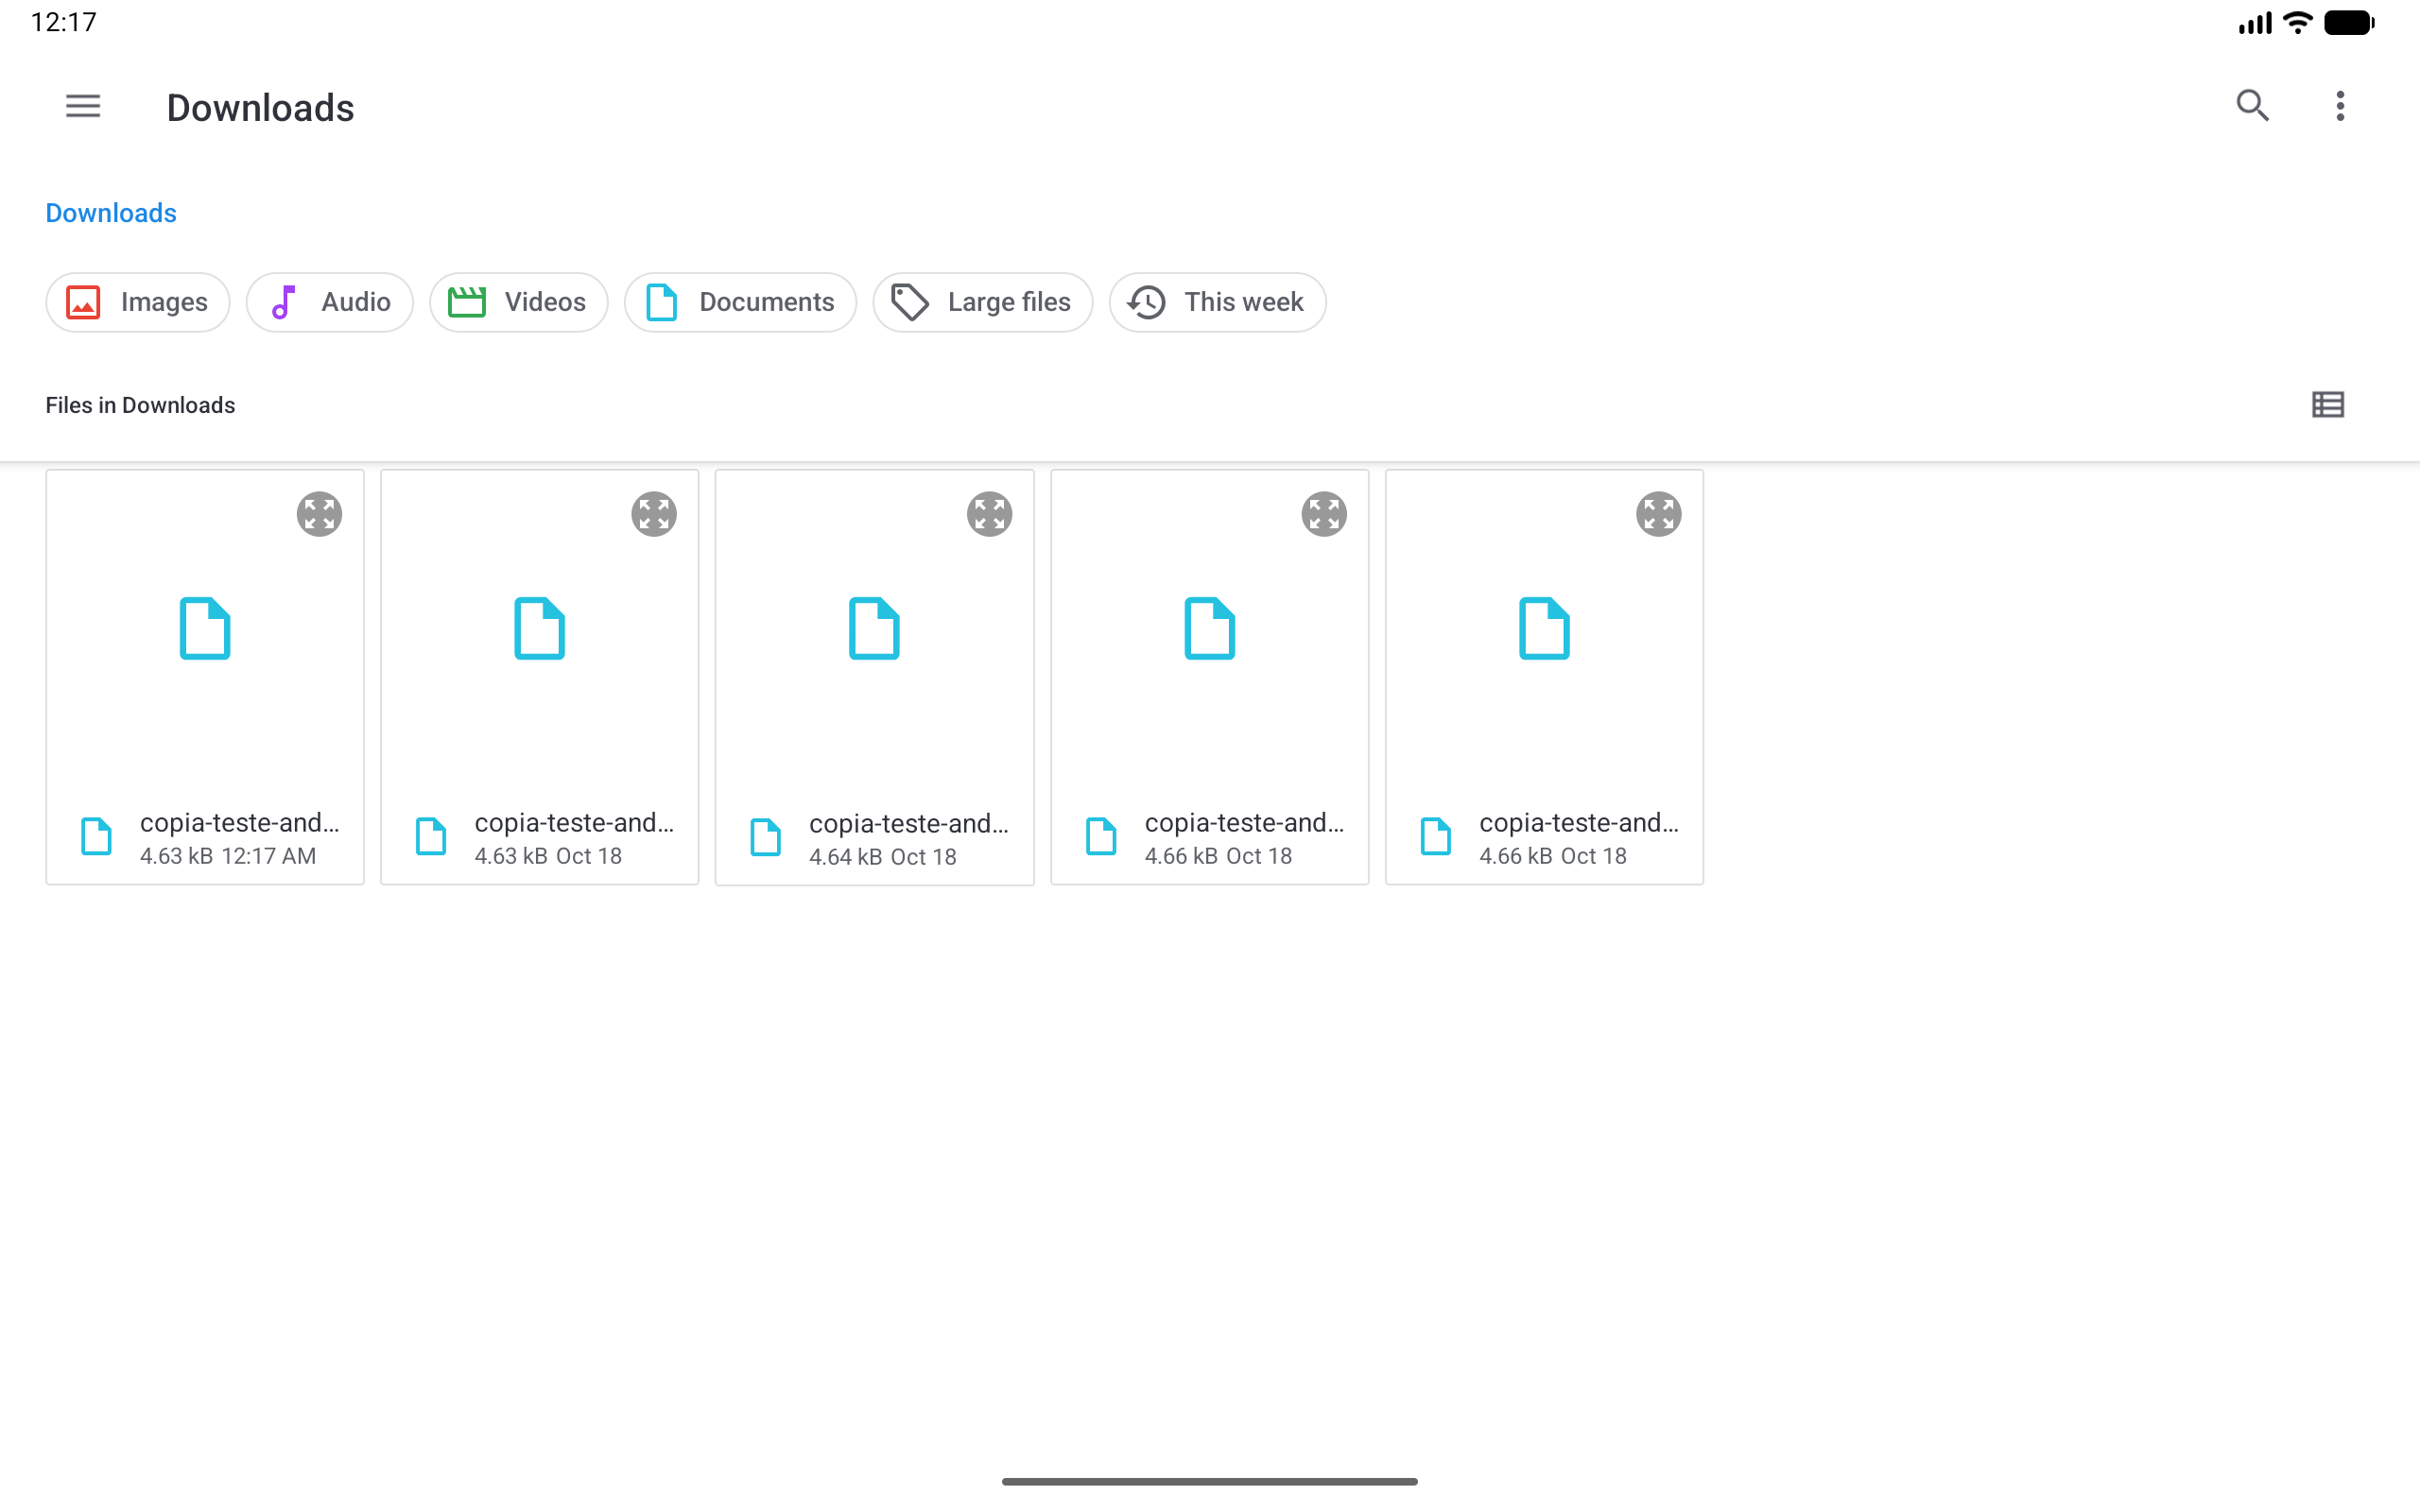 12:17
Downloads
Downloads
Images Audio Videos Documents Large files This week
Files in Downloads
copia-teste-and...
4.63 kB 12:17 AM
copia-teste-and...
4.63 kB Oct 18
copia-teste-and...
4.64 kB Oct 18
copia-teste-and...
4.66 kB Oct 18
copia-teste-and...
4.66 kB Oct 18